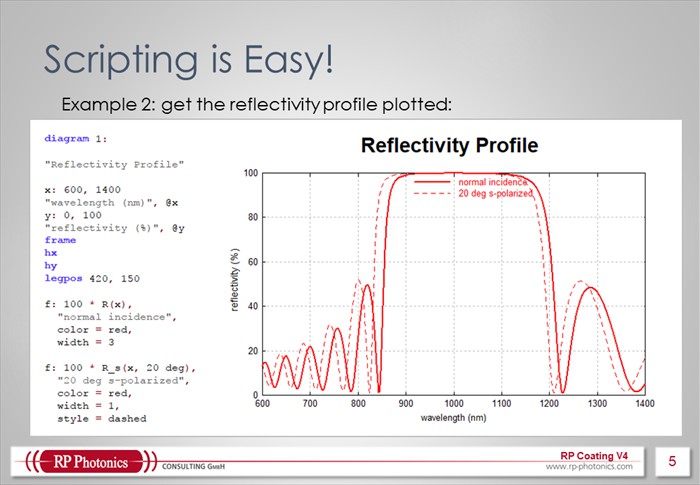 Scripting is Easy!
Example 2: get the reflectivity profile plotted:
diagram 1:
"Reflectivity Profile"
x: 600, 1400
"wavelength (nm)", @x
y: 0, 100
"reflectivity (%)", @y
frame
hx
hy
legpos 420, 150
f: 100 * R(x),
"normal incidence",
color = red,
width = 3
f: 100 * R_s(x, 20 deg),
"20 deg s-polarized",
color = red,
width = 1,
style = dashed
Reflectivity Profile
normal incidence
20 deg s-polarized
reflectivity (%)
100
80
60
40
20
0
600 700 800 900 1000 1100 1200 1300 1400
wavelength (nm)
RP Photonics
CONSULTING GmbH
RP Coating V4
www.rp-photonics.com
5